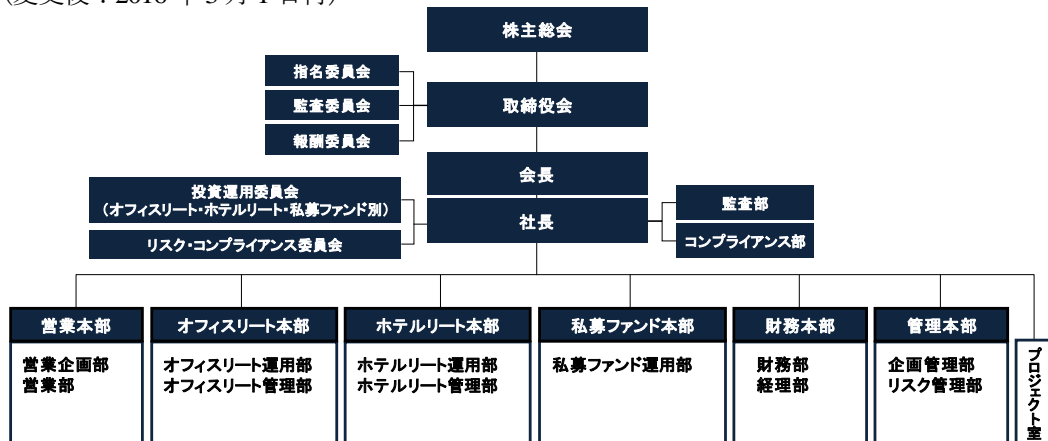 (変更後:2018 年 3 月 1 日付)
株主総会
指名委員会
監査委員会
報酬委員会
取締役会
会長
社長
投資運用委員会
(オフィスリート・ホテルリート・私募ファンド別)
リスク・コンプライアンス委員会
監査部
コンプライアンス部
営業本部
営業企画部
営業部
オフィスリート本部
オフィスリート運用部
オフィスリート管理部
ホテルリート本部
ホテルリート運用部
ホテルリート管理部
私募ファンド本部
私募ファンド運用部
財務本部
財務部
経理部
管理本部
企画管理部
リスク管理部
プロジェクト室